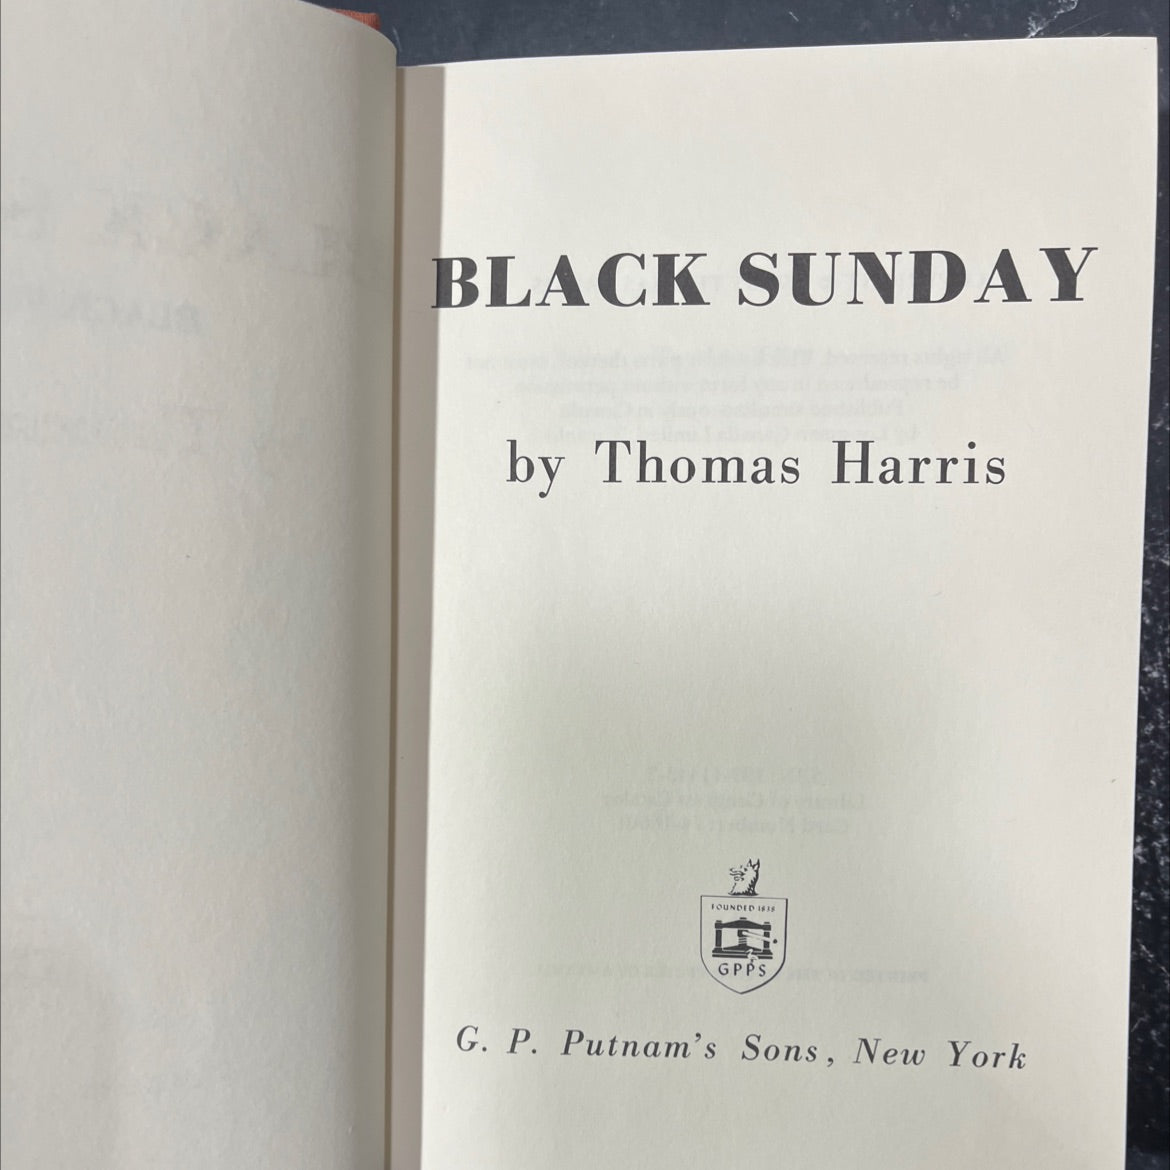 BLACK SUNDAY
by Thomas Harris
FOUNDED 1838
GPPS
G. P. Putnam's Sons, New York